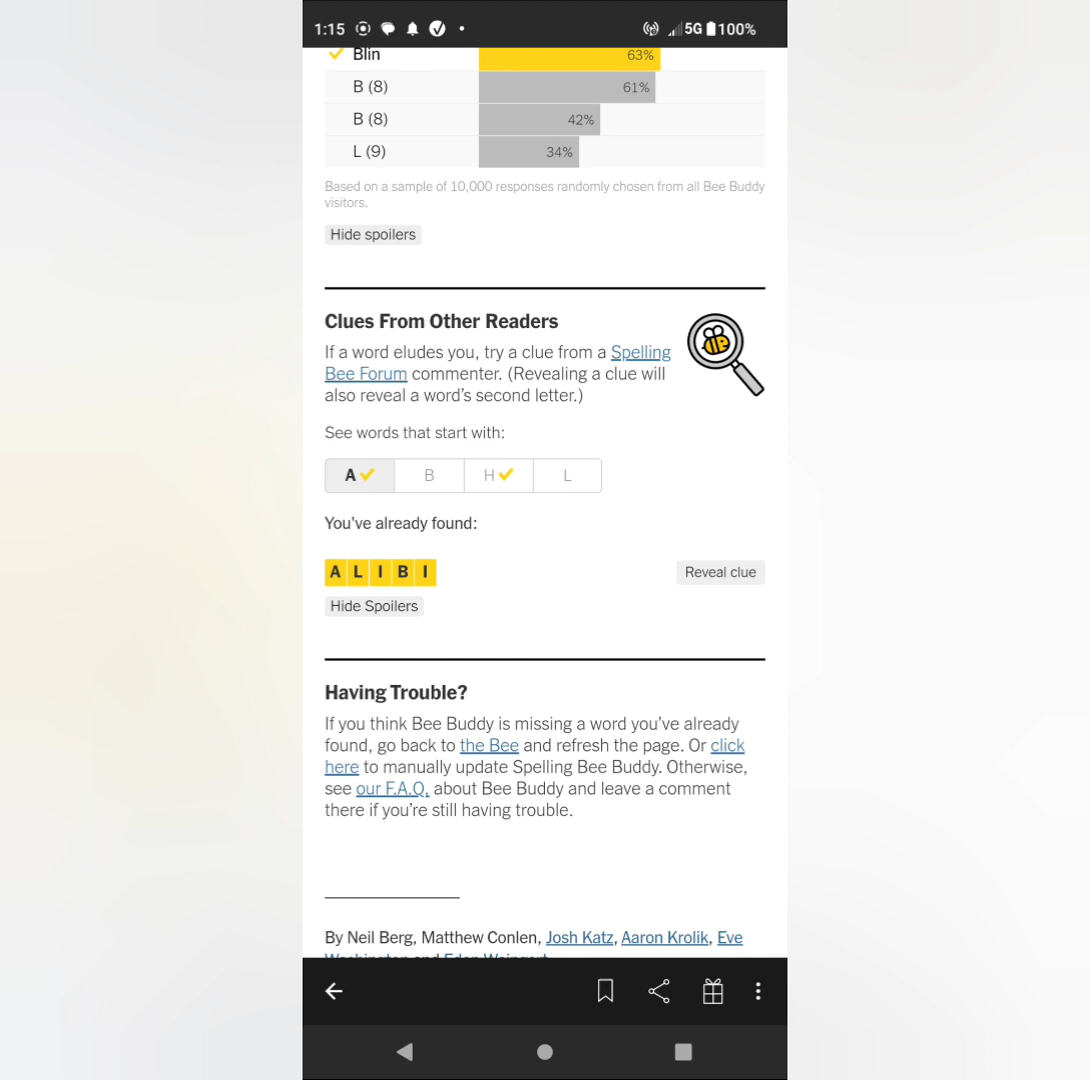 1:15 5G 100%
Blin 63%
B (8) 61%
B (8) 42%
L (9) 34%
Based on a sample of 10,000 responses randomly chosen from all Bee Buddy
visitors.
Hide spoilers
Clues From Other Readers
If a word eludes you, try a clue from a Spelling
Bee Forum commenter. (Revealing a clue will
also reveal a word’s second letter.)
See words that start with:
A B H L
You've already found:
ALIBI Reveal clue
Hide Spoilers
Having Trouble?
If you think Bee Buddy is missing a word you've already
found, go back to the Bee and refresh the page. Or click
here to manually update Spelling Bee Buddy. Otherwise,
see our F.A.Q. about Bee Buddy and leave a comment
there if you’re still having trouble.
By Neil Berg, Matthew Conlen, Josh Katz, Aaron Krolik, Eve
Washington and Eden Weingart